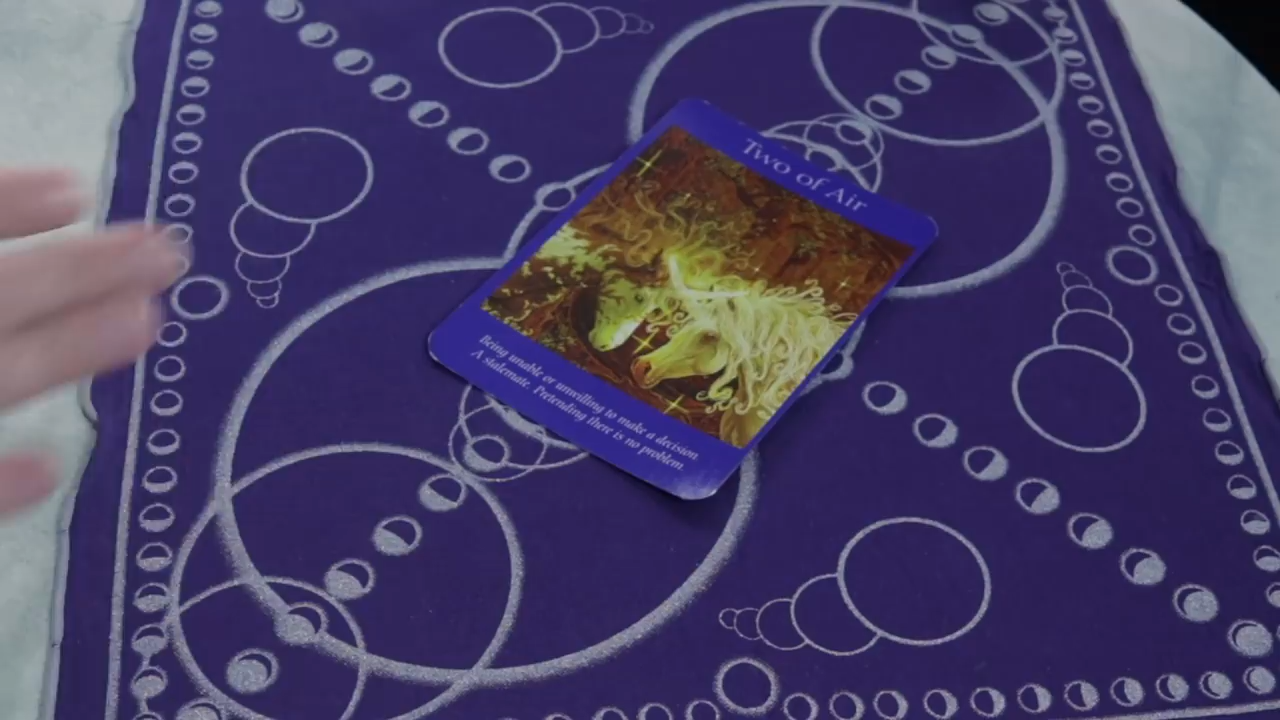 Two of Air
Being unable or unwilling to make a decision
A stalemate. Pretending there is no problem.